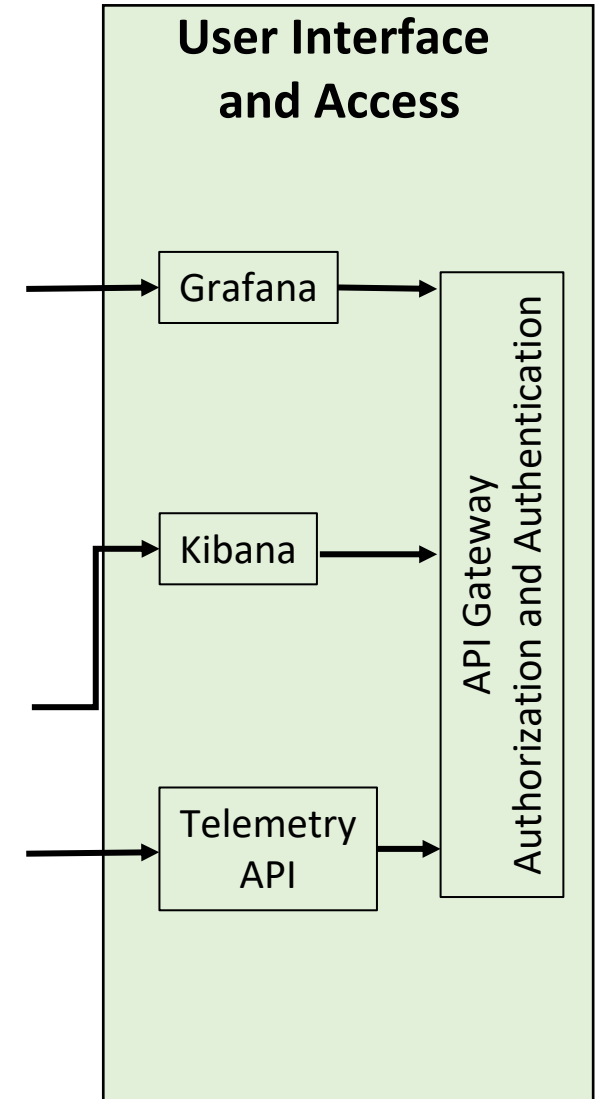 User Interface
and Access
Grafana
Kibana
Telemetry
API
API Gateway
Authorization and Authentication